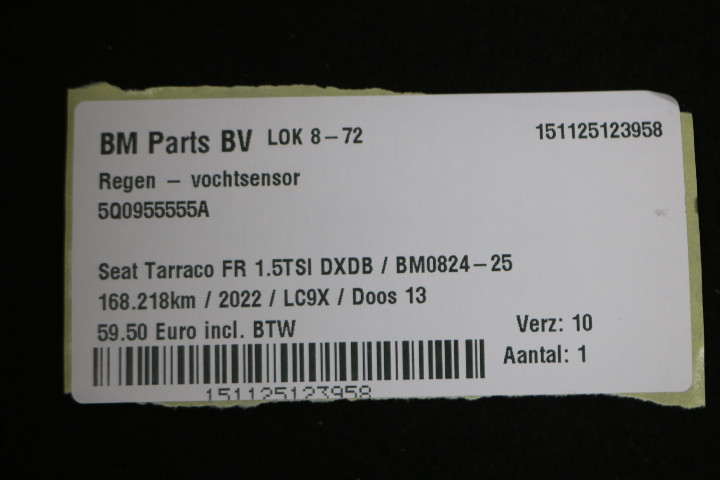 BM Parts BV LOK 8-72 151125123958
Regen - vochtsensor
5Q0955555A
Seat Tarraco FR 1.5TSI DXDB / BM0824-25
168.218km / 2022 / LC9X / Doos 13
59.50 Euro incl. BTW Verz: 10
Aantal: 1
151125123958